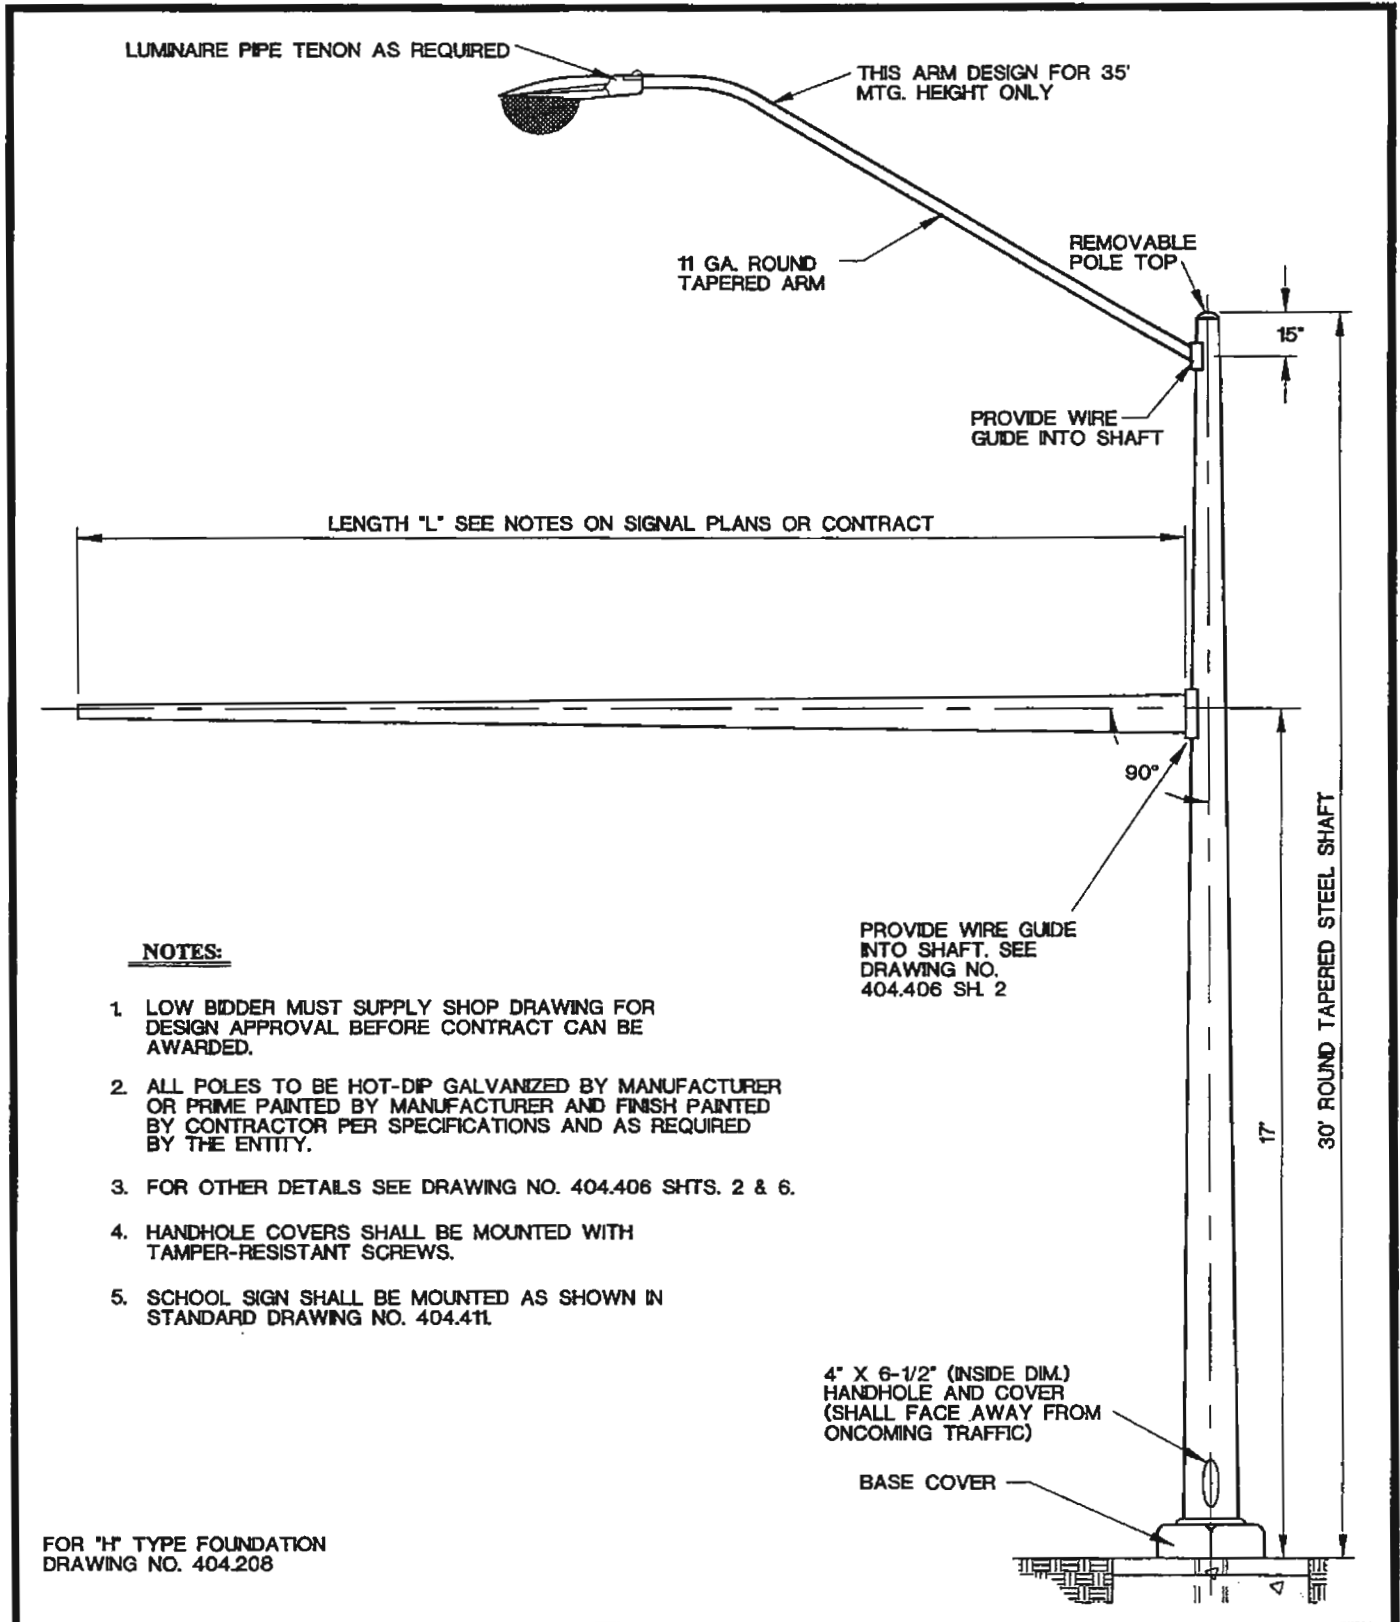 LUMINAIRE PIPE TENON AS REQUIRED
THIS ARM DESIGN FOR 35'
MTG. HEIGHT ONLY
11 GA. ROUND
TAPERED ARM
REMOVABLE
POLE TOP
15"
PROVIDE WIRE
GUIDE INTO SHAFT
LENGTH "L" SEE NOTES ON SIGNAL PLANS OR CONTRACT
90°
PROVIDE WIRE GUIDE
INTO SHAFT. SEE
DRAWING NO.
404.406 SH. 2
17'
30' ROUND TAPERED STEEL SHAFT
NOTES:
1. LOW BIDDER MUST SUPPLY SHOP DRAWING FOR
DESIGN APPROVAL BEFORE CONTRACT CAN BE
AWARDED.
2. ALL POLES TO BE HOT-DIP GALVANIZED BY MANUFACTURER
OR PRIME PAINTED BY MANUFACTURER AND FINISH PAINTED
BY CONTRACTOR PER SPECIFICATIONS AND AS REQUIRED
BY THE ENTITY.
3. FOR OTHER DETAILS SEE DRAWING NO. 404.406 SHTS. 2 & 6.
4. HANDHOLE COVERS SHALL BE MOUNTED WITH
TAMPER-RESISTANT SCREWS.
5. SCHOOL SIGN SHALL BE MOUNTED AS SHOWN IN
STANDARD DRAWING NO. 404.411.
4" X 6-1/2" (INSIDE DIM.)
HANDHOLE AND COVER
(SHALL FACE AWAY FROM
ONCOMING TRAFFIC)
BASE COVER
FOR "H" TYPE FOUNDATION
DRAWING NO. 404.208